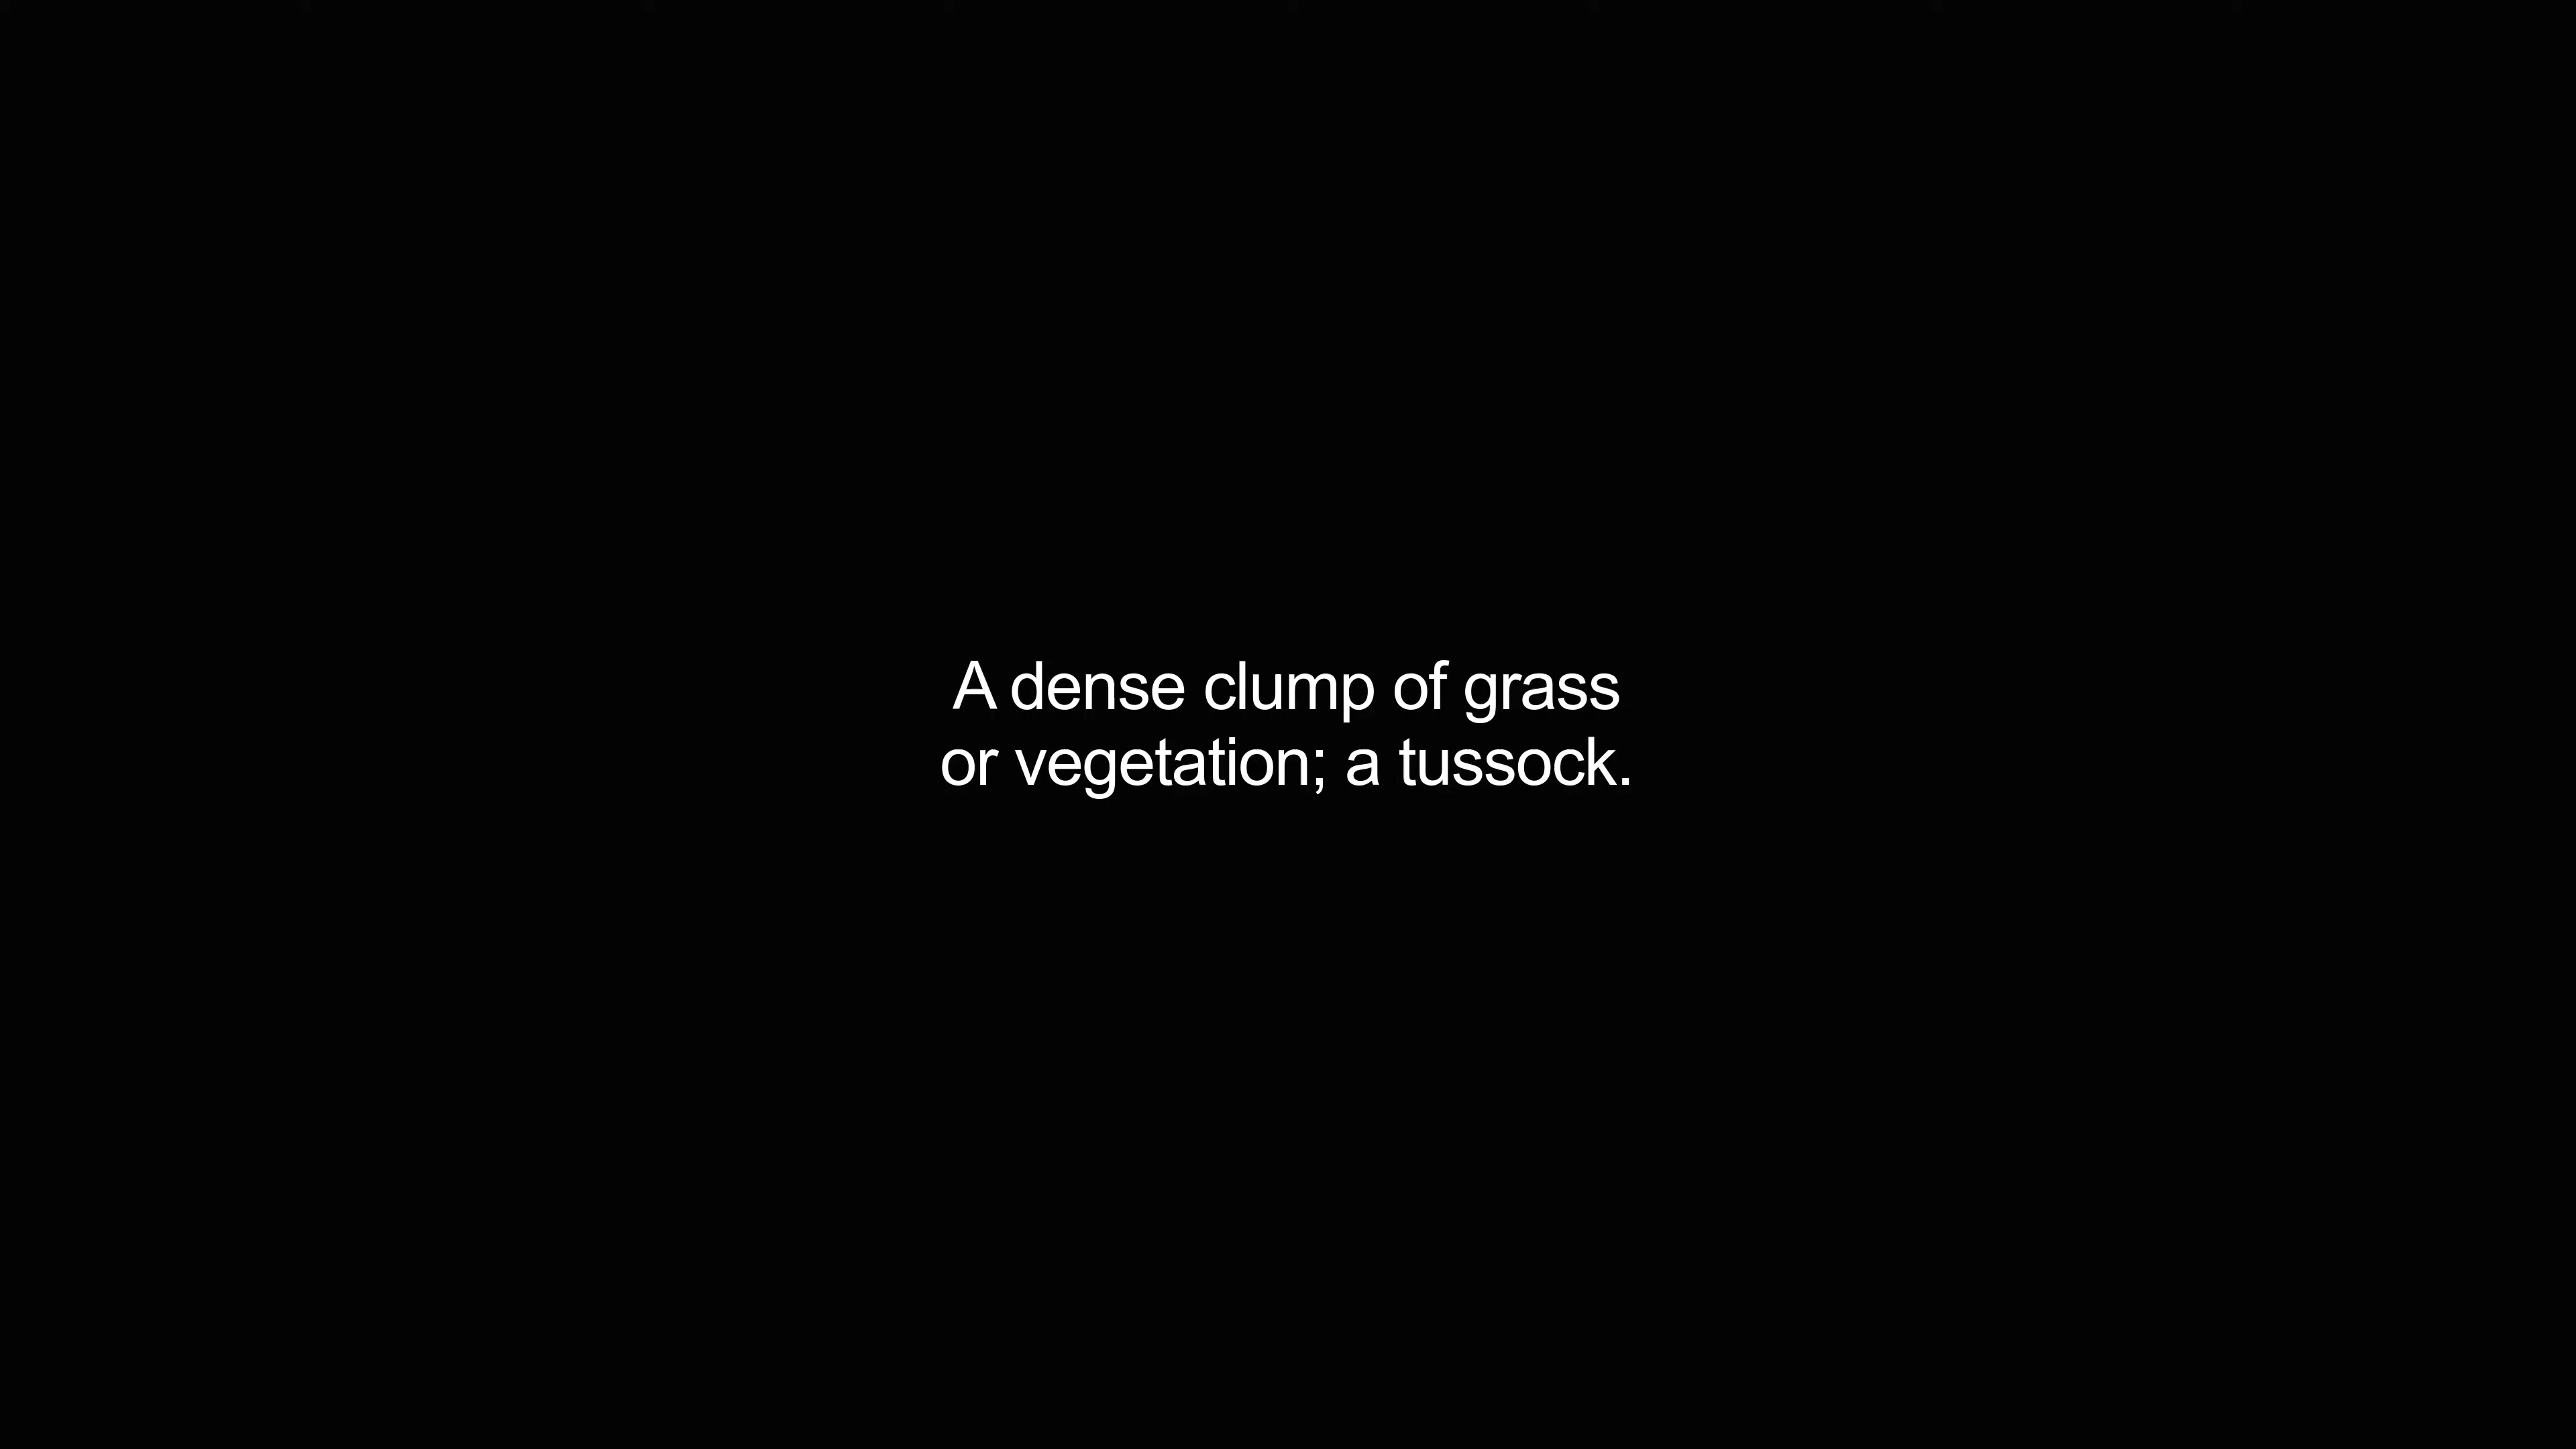 A dense clump of grass
or vegetation; a tussock.